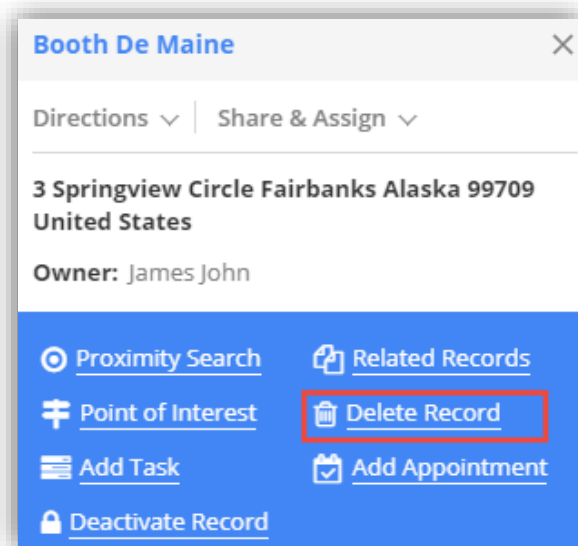 Booth De Maine
Directions Share & Assign
3 Springview Circle Fairbanks Alaska 99709
United States
Owner: James John
Proximity Search Related Records
Point of Interest Delete Record
Add Task Add Appointment
Deactivate Record